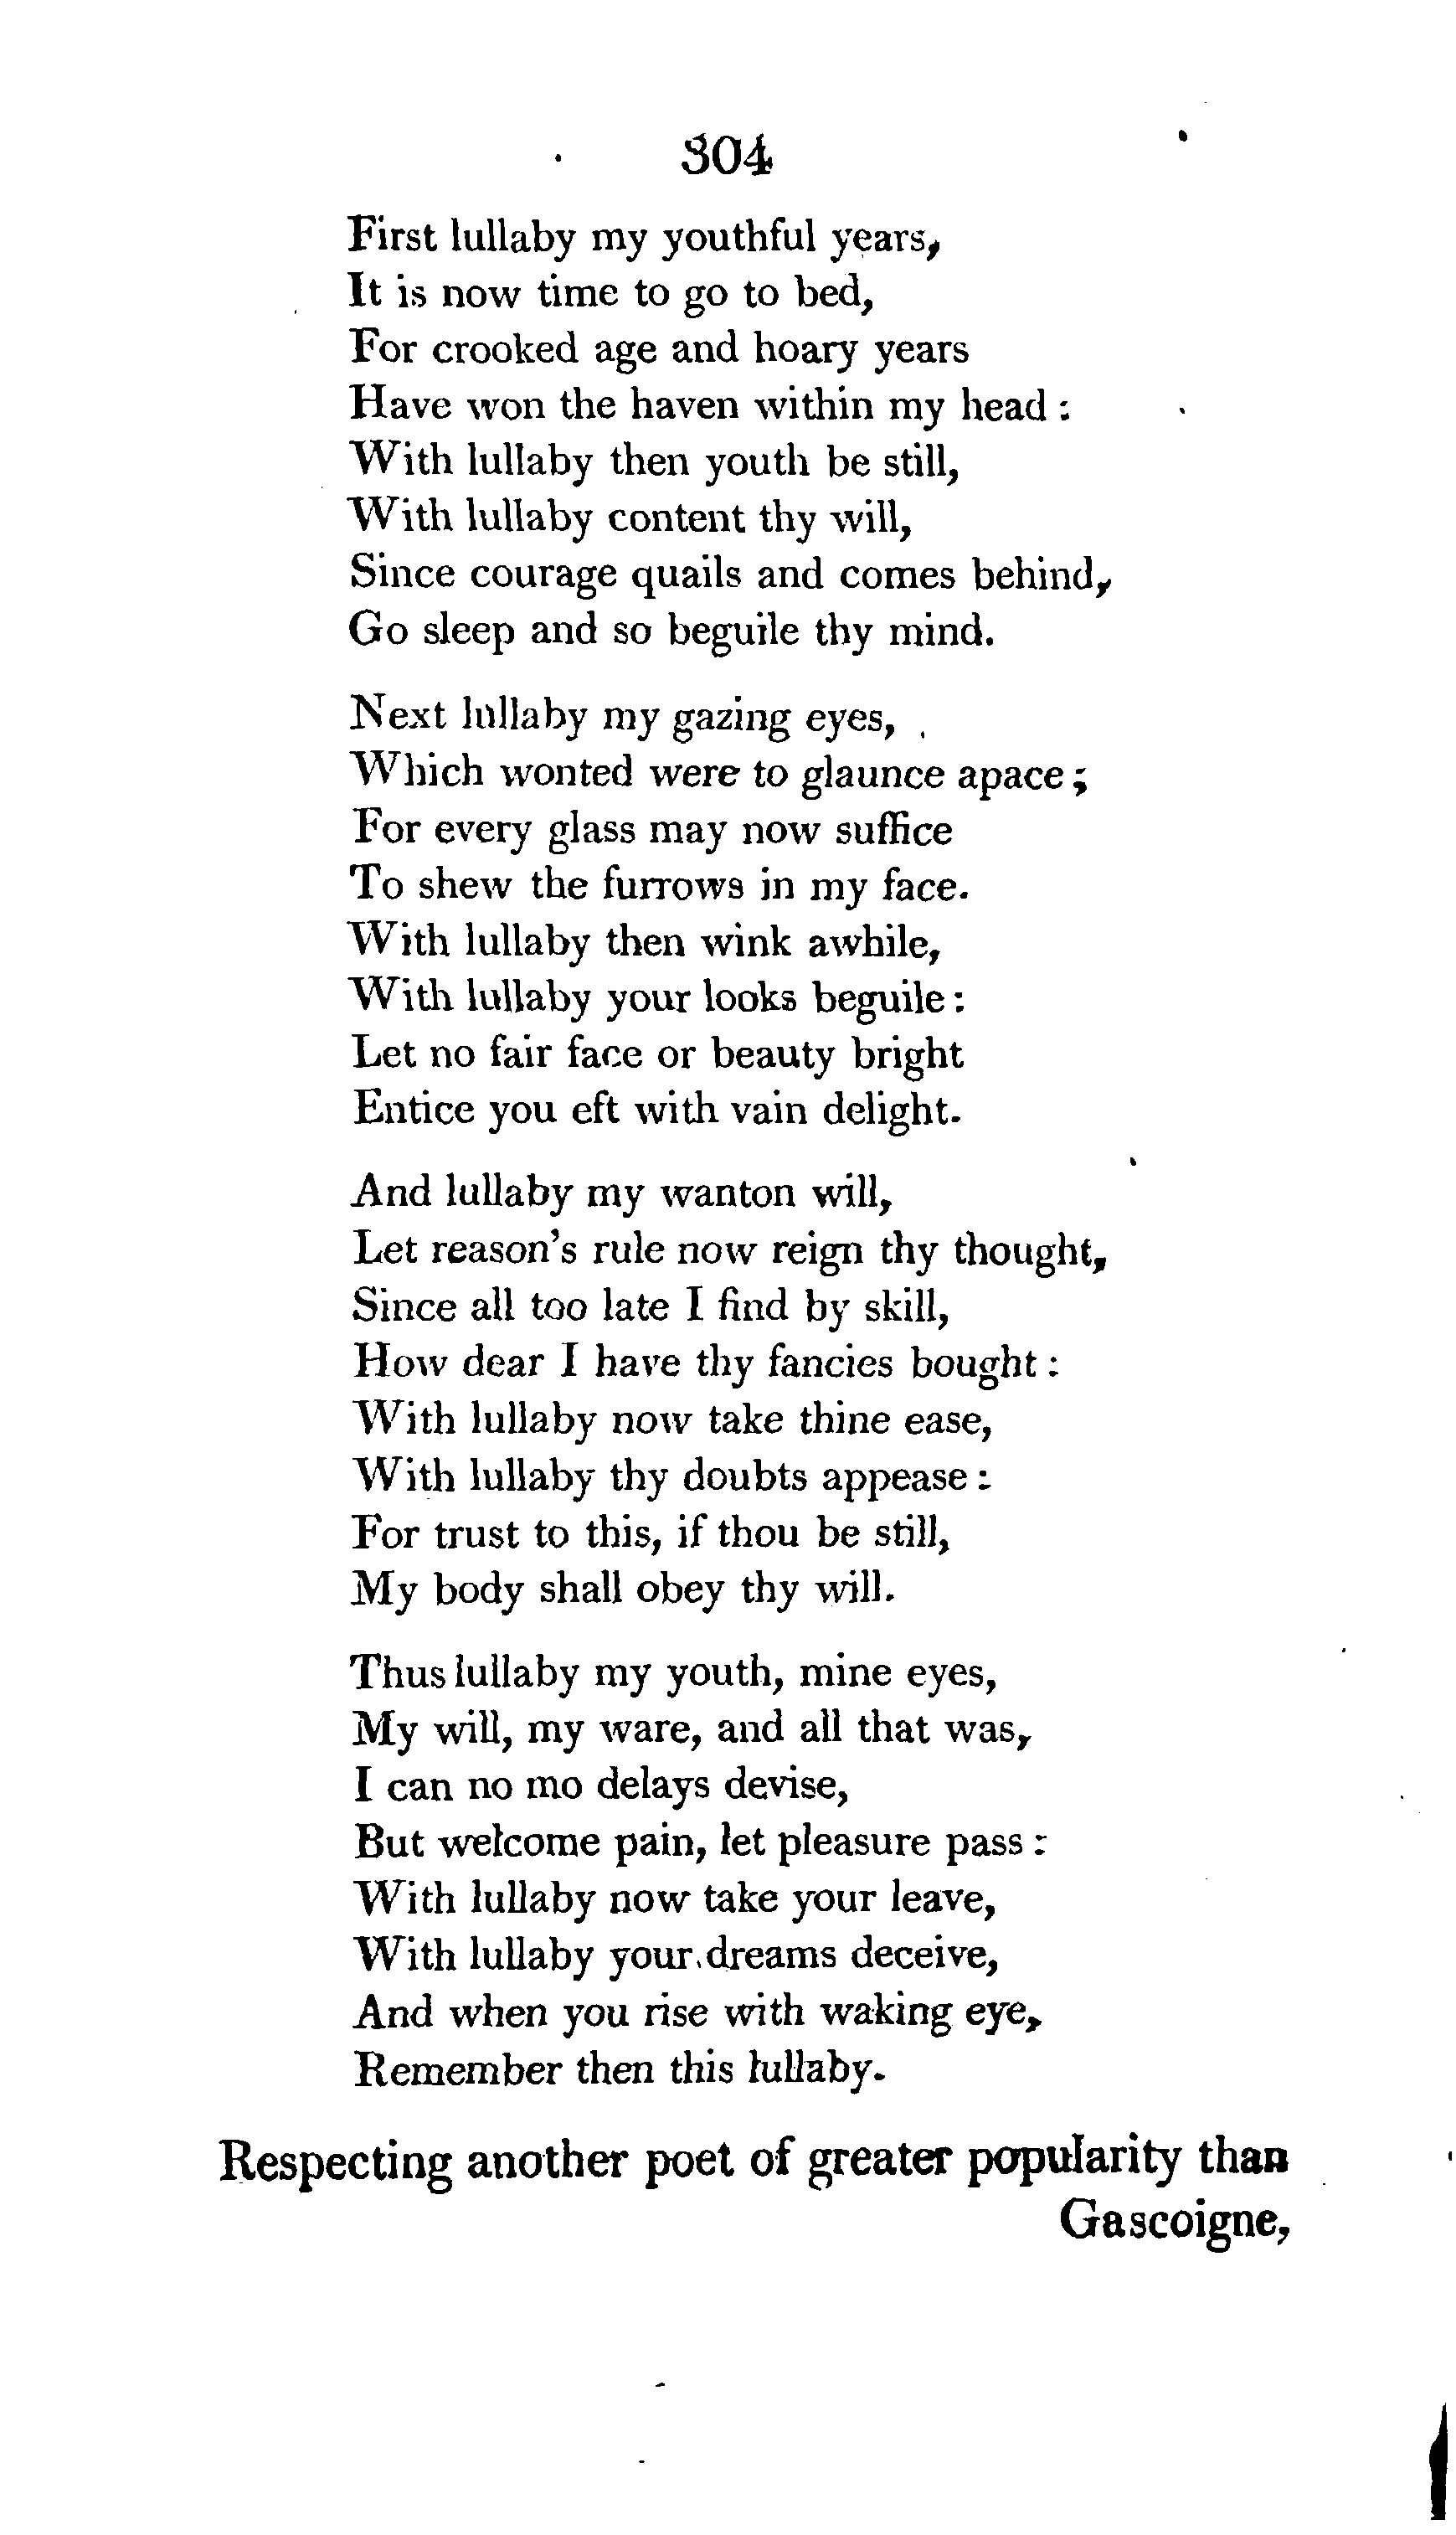 304
First lullaby my youthful years,
It is now time to go to bed,
For crooked age and hoary years
Have won the haven within my head :
With lullaby then youth be still,
With lullaby content thy will,
Since courage quails and comes behind,
Go sleep and so beguile thy mind.
Next lullaby my gazing eyes,
Which wonted were to glaunce apace ;
For every glass may now suffice
To shew the furrows in my face.
With lullaby then wink awhile,
With lullaby your looks beguile :
Let no fair face or beauty bright
Entice you eft with vain delight.
And lullaby my wanton will,
Let reason's rule now reign thy thought,
Since all too late I find by skill,
How dear I have thy fancies bought :
With lullaby now take thine ease,
With lullaby thy doubts appease :
For trust to this, if thou be still,
My body shall obey thy will.
Thus lullaby my youth, mine eyes,
My will, my ware, and all that was,
I can no mo delays devise,
But welcome pain, let pleasure pass :
With lullaby now take your leave,
With lullaby your dreams deceive,
And when you rise with waking eye,
Remember then this lullaby.
Respecting another poet of greater popularity than
Gascoigne,